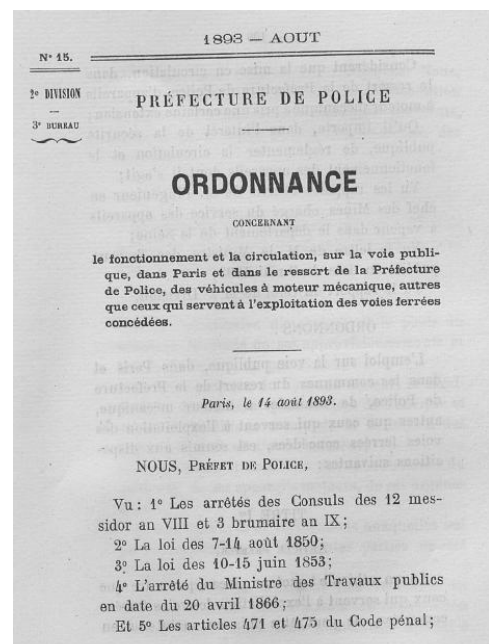 1893 — AOUT
N° 15.
2e DIVISION
—
3e BUREAU
PRÉFECTURE DE POLICE
ORDONNANCE
CONCERNANT
le fonctionnement et la circulation, sur la voie publi-
que, dans Paris et dans le ressort de la Préfecture
de Police, des véhicules à moteur mécanique, autres
que ceux qui servent à l'exploitation des voies ferrées
concédées.
Paris, le 14 août 1893.
NOUS, PRÉFET DE POLICE,
Vu : 1° Les arrêtés des Consuls des 12 mes-
sidor an VIII et 3 brumaire an IX ;
2° La loi des 7-14 août 1850 ;
3° La loi des 10-15 juin 1853 ;
4° L'arrêté du Ministre des Travaux publics
en date du 20 avril 1866 ;
Et 5° Les articles 471 et 475 du Code pénal ;